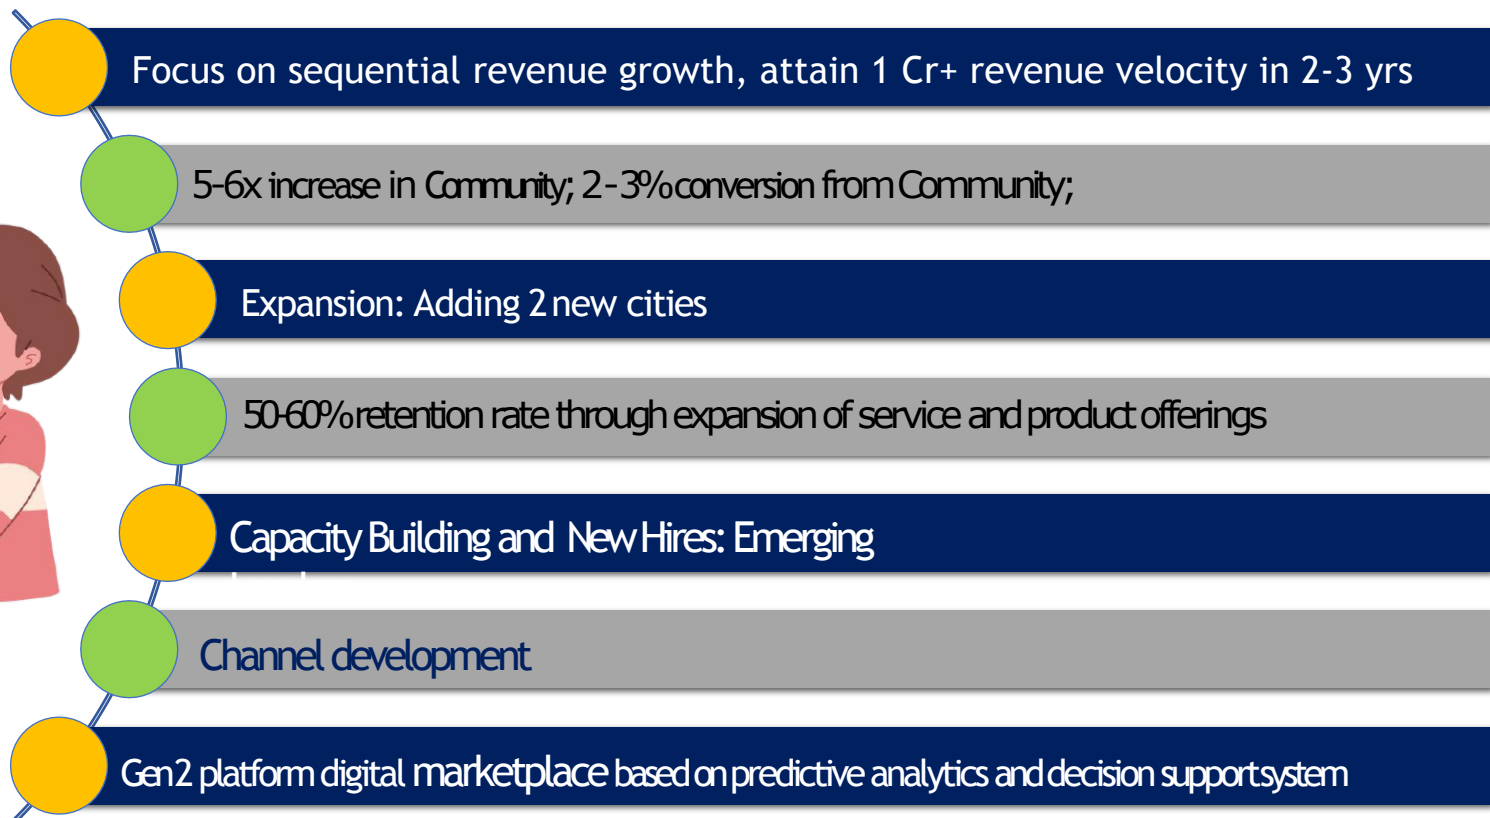 Focus on sequential revenue growth, attain 1 Cr+ revenue velocity in 2-3 yrs
5-6x increase in Community; 2-3% conversion from Community;
Expansion: Adding 2 new cities
50-60% retention rate through expansion of service and product offerings
Capacity Building and New Hires: Emerging
Channel development
Gen2 platform digital marketplace based on predictive analytics and decision support system